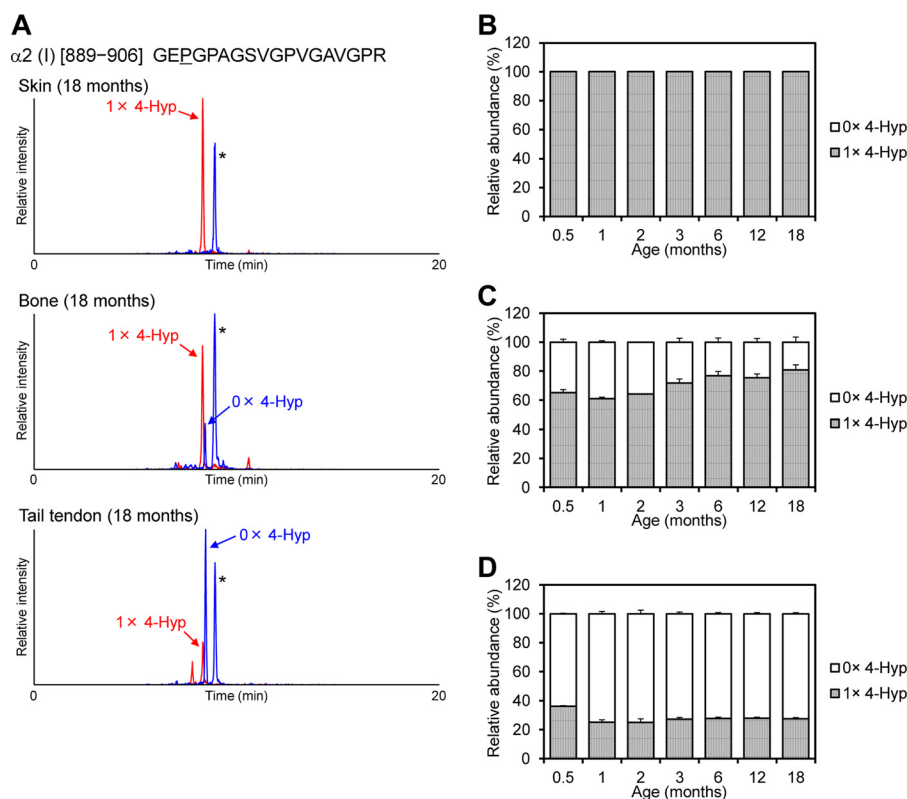 A
α2 (I) [889−906] GEPGPAGSVGPVGAVGPR
Skin (18 months)
Relative intensity
1× 4-Hyp
*
0
Time (min)
20
Bone (18 months)
Relative intensity
1× 4-Hyp
*
0× 4-Hyp
0
Time (min)
20
Tail tendon (18 months)
Relative intensity
0× 4-Hyp
*
1× 4-Hyp
0
Time (min)
20
B
Relative abundance (%)
120
100
80
60
40
20
0
0.5 1 2 3 6 12 18
Age (months)
0× 4-Hyp
1× 4-Hyp
C
Relative abundance (%)
120
100
80
60
40
20
0
0.5 1 2 3 6 12 18
Age (months)
0× 4-Hyp
1× 4-Hyp
D
Relative abundance (%)
120
100
80
60
40
20
0
0.5 1 2 3 6 12 18
Age (months)
0× 4-Hyp
1× 4-Hyp